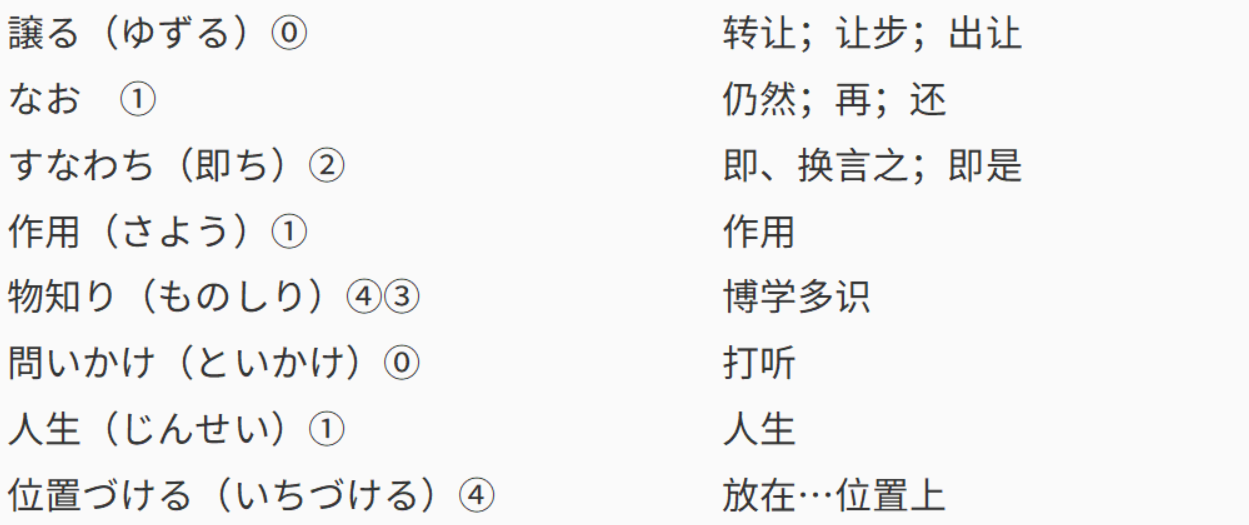 譲る（ゆずる）⓪ 转让；让步；出让
なお　① 仍然；再；还
すなわち（即ち）② 即、换言之；即是
作用（さよう）① 作用
物知り（ものしり）④③ 博学多识
問いかけ（といかけ）⓪ 打听
人生（じんせい）① 人生
位置づける（いちづける）④ 放在…位置上